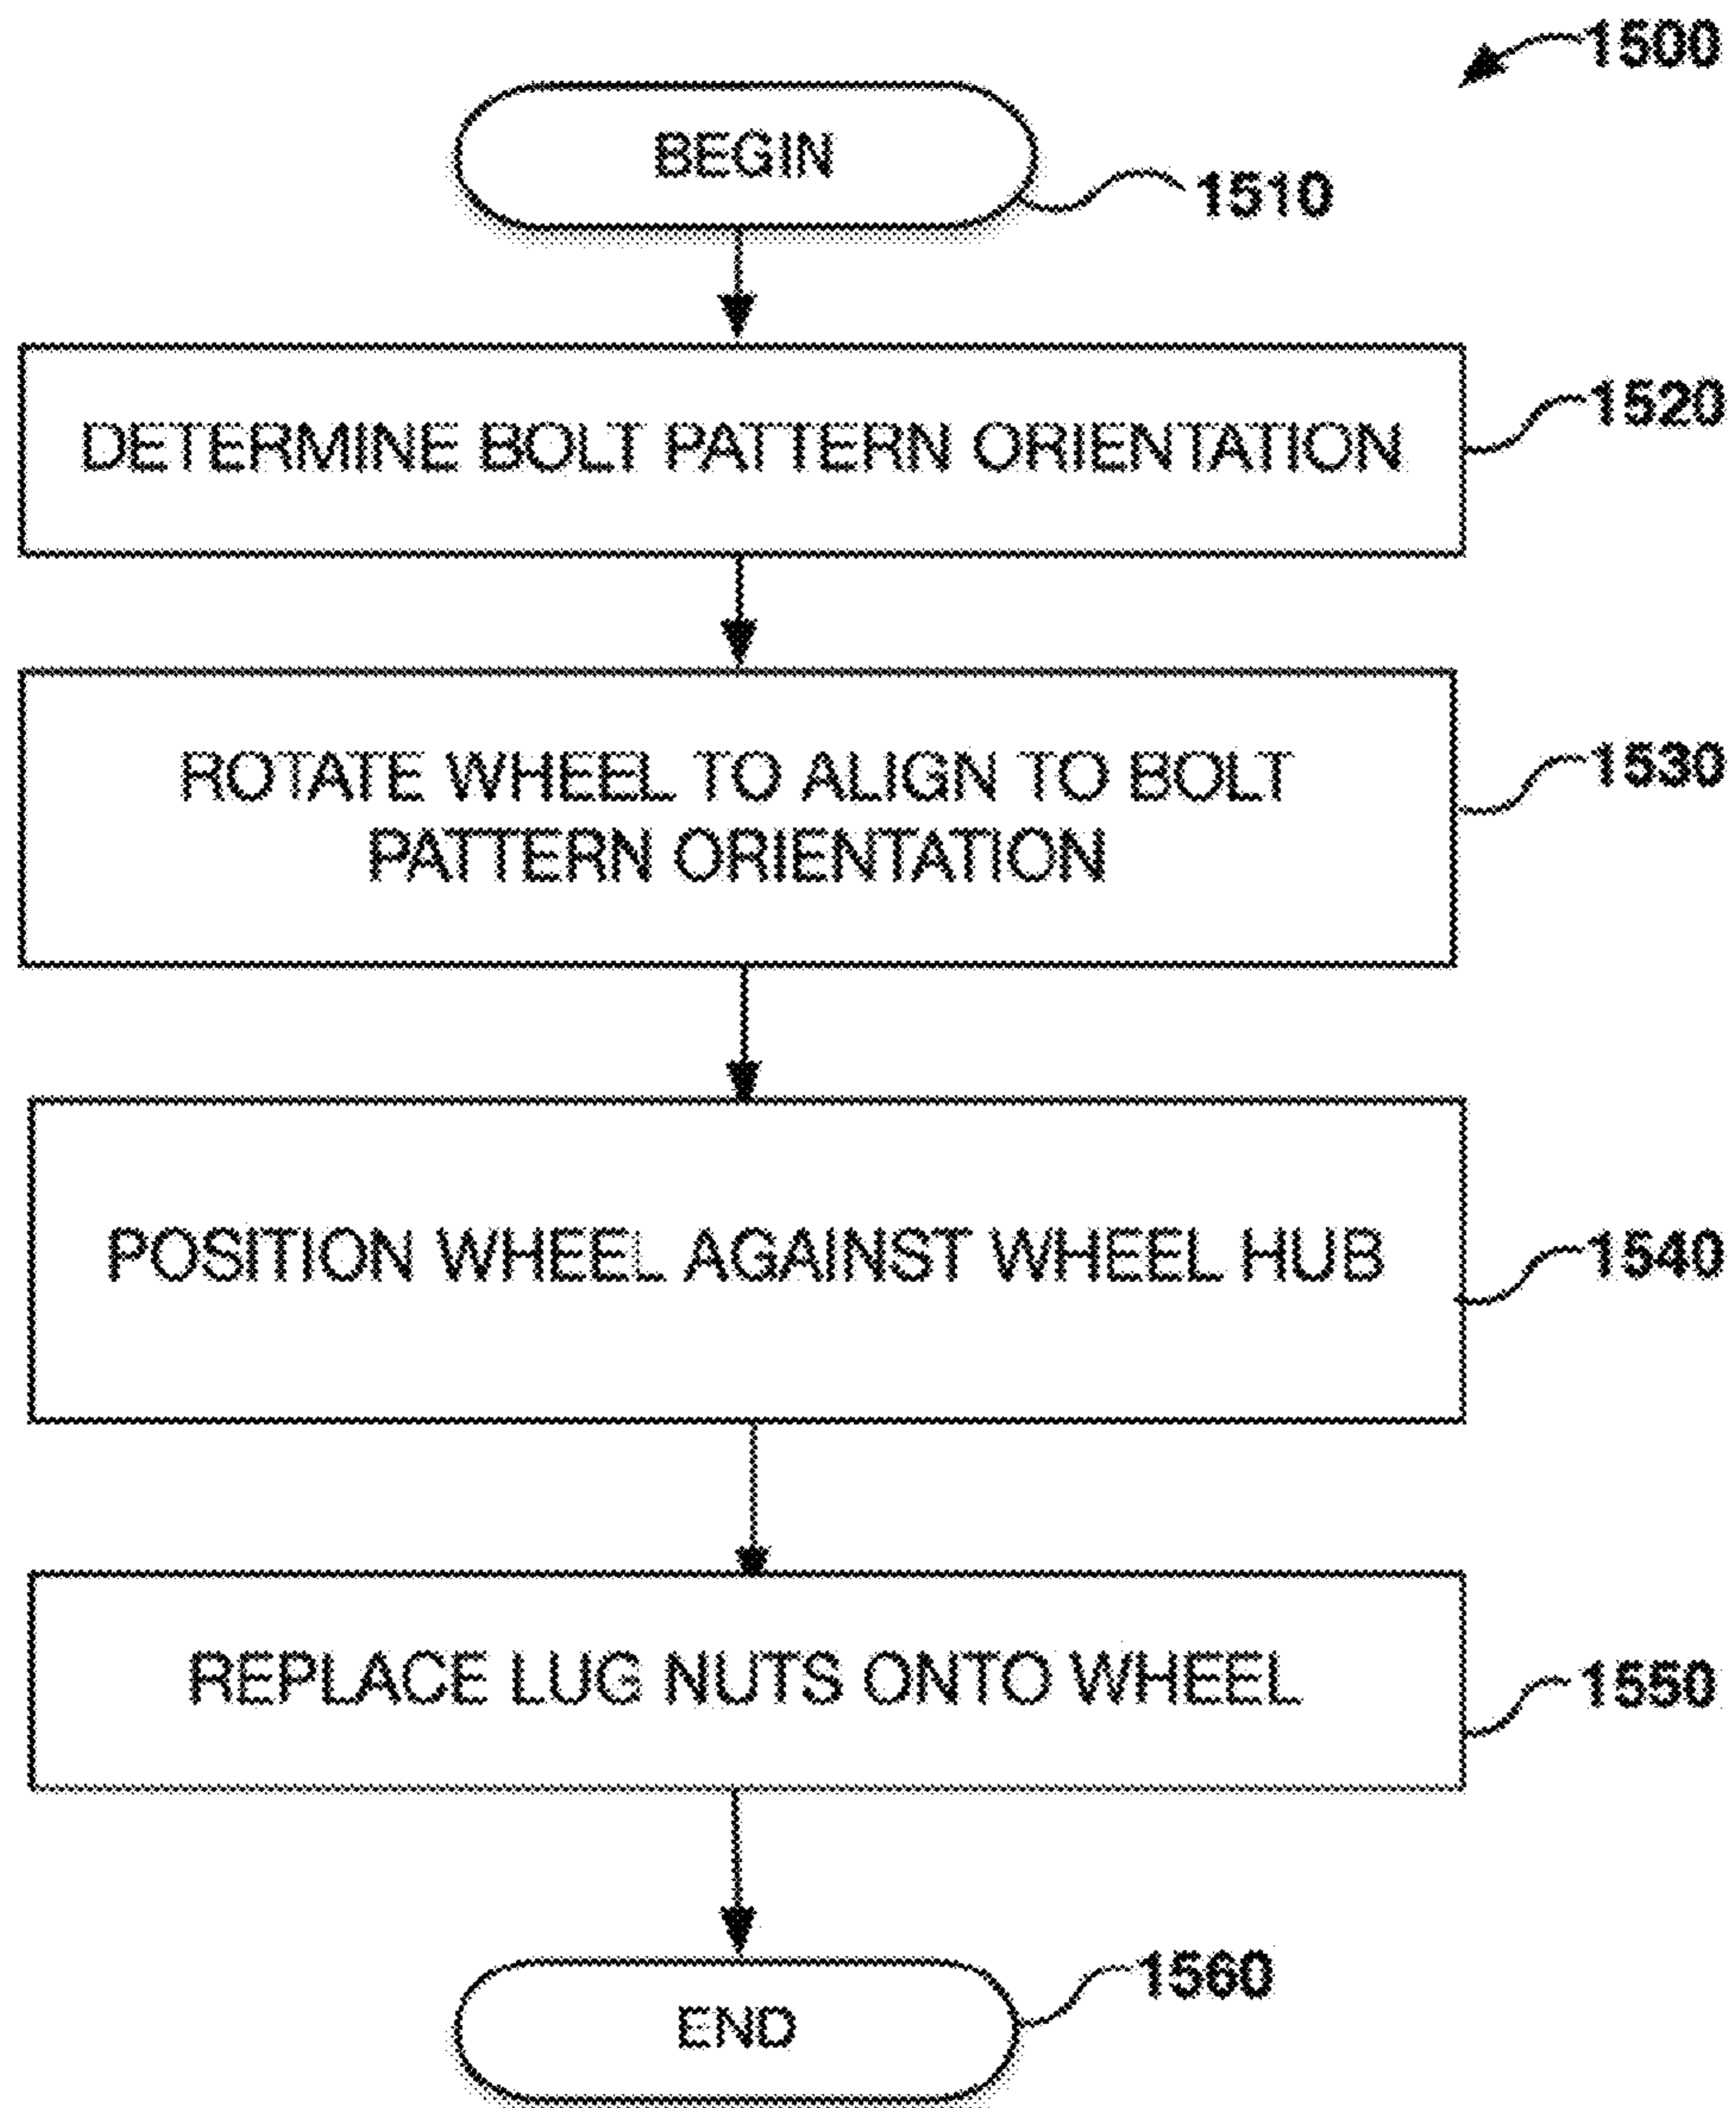 1500
BEGIN
1510
DETERMINE BOLT PATTERN ORIENTATION
1520
ROTATE WHEEL TO ALIGN TO BOLT
PATTERN ORIENTATION
1530
POSITION WHEEL AGAINST WHEEL HUB
1540
REPLACE LUG NUTS ONTO WHEEL
1550
END
1560